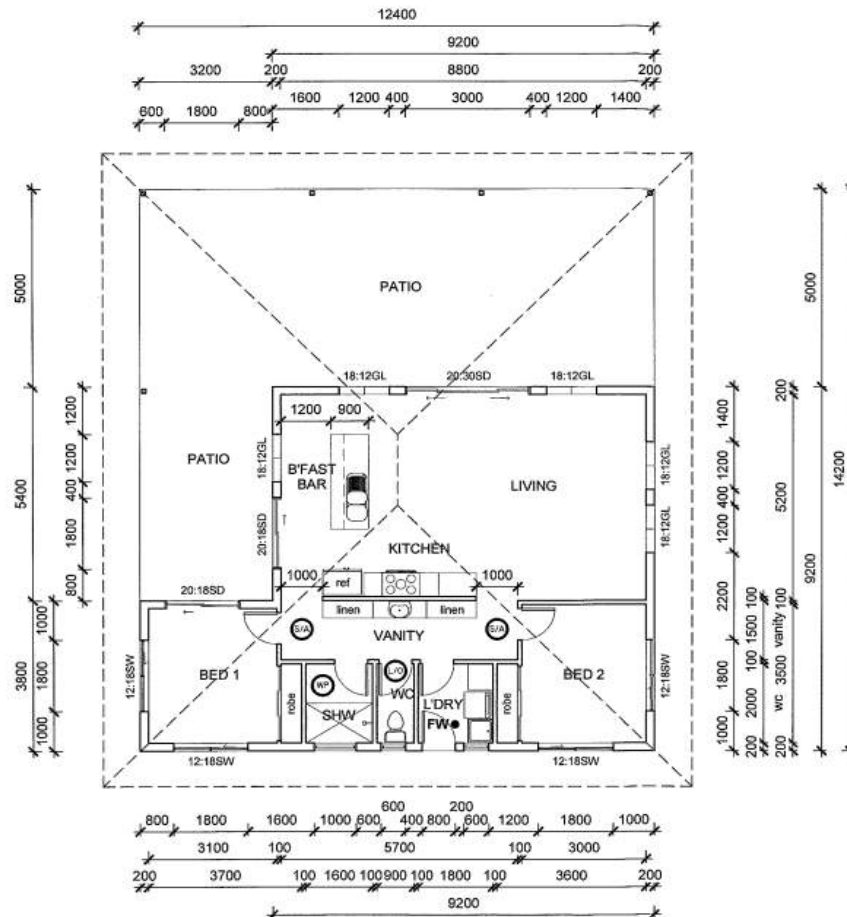 12400
9200
3200 200 8800 200
1600 1200 400 3000 400 1200 1400
600 1800 800
PATIO
5000
5000
18:12GL 20:30SD 18:12GL
1200 900
PATIO
B'FAST
BAR
LIVING
18:12GL
18:12GL
18:12GL
20:18SD
KITCHEN
1000 ref 1000
20:18SD
linen linen
S/A VANITY S/A
BED 1 L/O BED 2
WP WC
L'DRY
SHW FW
robe robe
12:18SW 12:18SW
12:18SW 12:18SW
5400
3800
1200
1200
400
1800
800
1000
1800
1000
1400
1200
400
1200
2200
1800
1000
100
1500
100
2000
200
200
5200
100
vanity
3500
wc
200
14200
9200
600 200
800 1800 1600 1000 600 400 800 600 1200 1800 1000
3100 100 5700 100 3000
200 3700 100 1600 100 900 100 1800 100 3600 200
9200